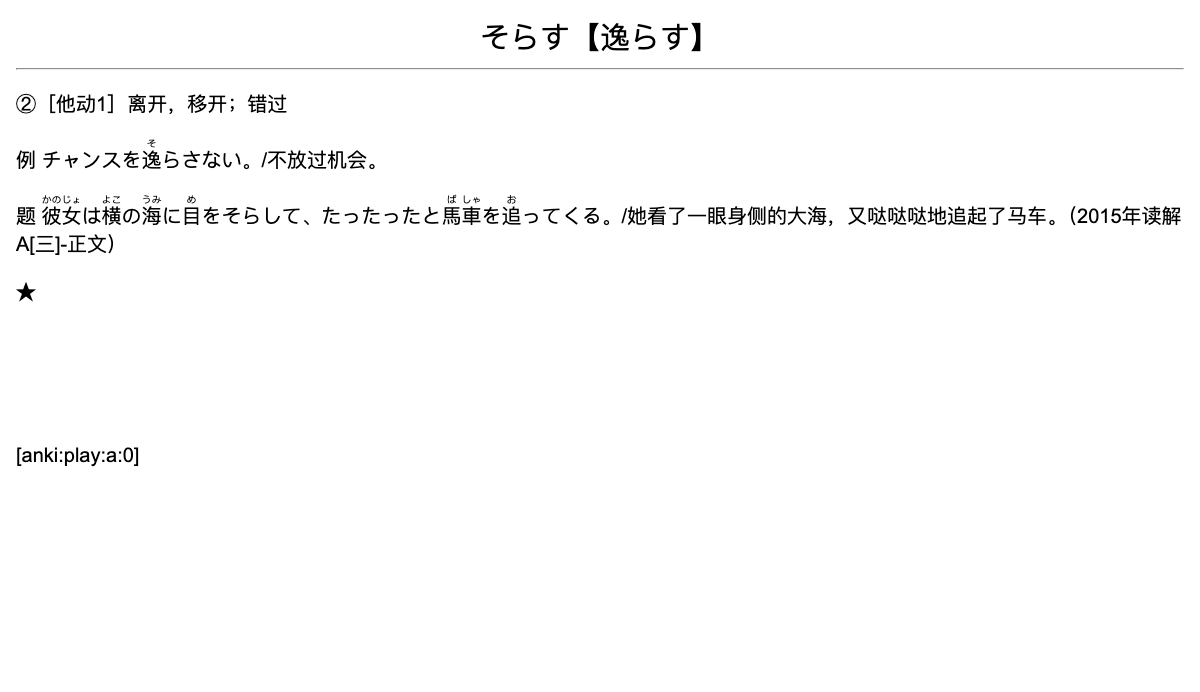 そらす【逸らす】
②［他动1］离开，移开；错过
そ
例 チャンスを逸らさない。/不放过机会。
かのじょ よこ うみ め ばしゃ お
题 彼女は横の海に目をそらして、たったったと馬車を追ってくる。/她看了一眼身侧的大海，又哒哒哒地追起了马车。（2015年读解
A[三]-正文）
★
[anki:play:a:0]